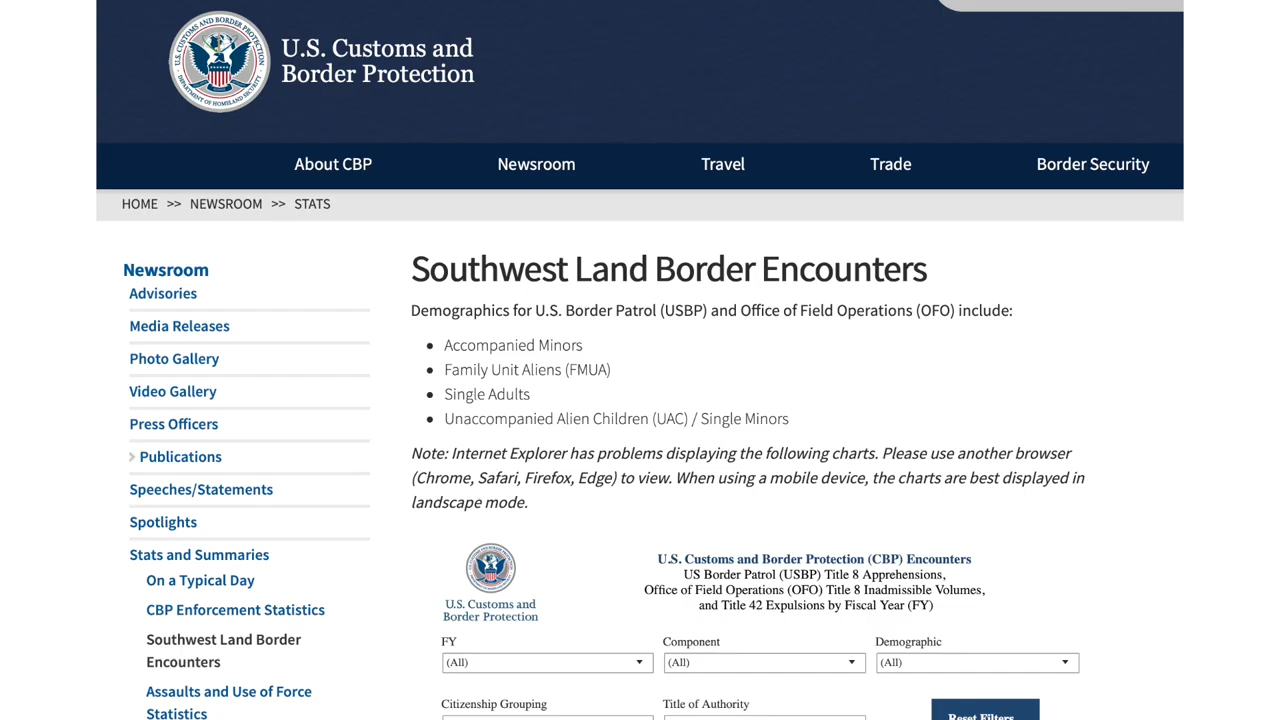 U.S. CUSTOMS AND BORDER PROTECTION
DEPARTMENT OF HOMELAND SECURITY
U.S. Customs and
Border Protection
About CBP
Newsroom
Travel
Trade
Border Security
HOME >> NEWSROOM >> STATS
Newsroom
Advisories
Media Releases
Photo Gallery
Video Gallery
Press Officers
Publications
Speeches/Statements
Spotlights
Stats and Summaries
On a Typical Day
CBP Enforcement Statistics
Southwest Land Border
Encounters
Assaults and Use of Force
Statistics
Southwest Land Border Encounters
Demographics for U.S. Border Patrol (USBP) and Office of Field Operations (OFO) include:
• Accompanied Minors
• Family Unit Aliens (FMUA)
• Single Adults
• Unaccompanied Alien Children (UAC) / Single Minors
Note: Internet Explorer has problems displaying the following charts. Please use another browser
(Chrome, Safari, Firefox, Edge) to view. When using a mobile device, the charts are best displayed in
landscape mode.
U.S. Customs and
Border Protection
U.S. Customs and Border Protection (CBP) Encounters
US Border Patrol (USBP) Title 8 Apprehensions,
Office of Field Operations (OFO) Title 8 Inadmissible Volumes,
and Title 42 Expulsions by Fiscal Year (FY)
FY
(All)
Component
(All)
Demographic
(All)
Citizenship Grouping
Title of Authority
Reset Filters